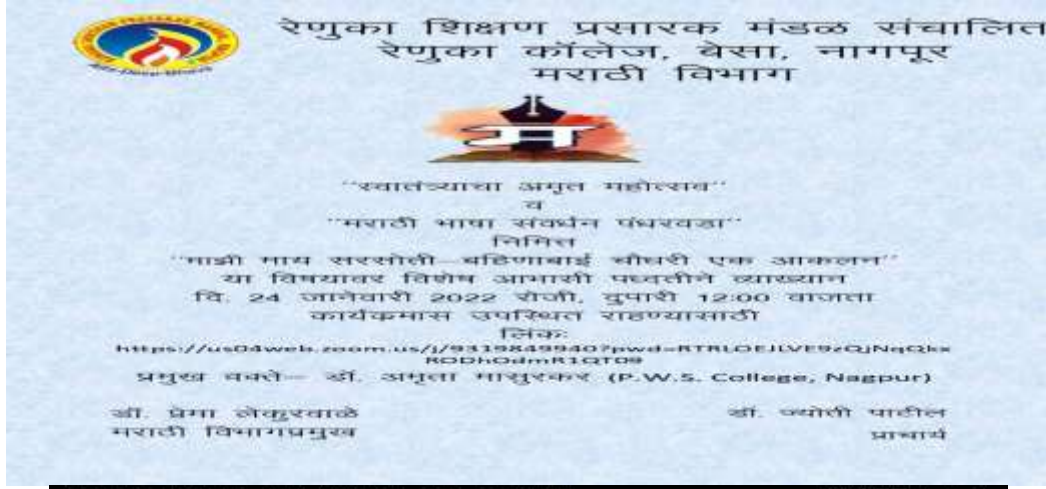 रेणुका शिक्षण प्रसारक मंडळ संचालित
रेणुका कॉलेज, बेसा, नागपूर
मराठी विभाग
म
''स्वातंत्र्याचा अमृत महोत्सव''
व
''मराठी भाषा संवर्धन पंधरवडा''
निमित्त
''माझी माय सरसोती–बहिणाबाई चौधरी एक आकलन''
या विषयावर विशेष आभासी पध्दतीने व्याख्यान
दि. 24 जानेवारी 2022 रोजी, दुपारी 12:00 वाजता
कार्यकमास उपस्थित राहण्यासाठी
लिंकः
प्रमुख वक्ते– डॉ. अमृता मासुरकर (P.W.S. College, Nagpur)
डॉ. प्रेमा लेकुरवाळे
मराठी विभागप्रमुख
डॉ. ज्योती पाटील
प्राचार्य